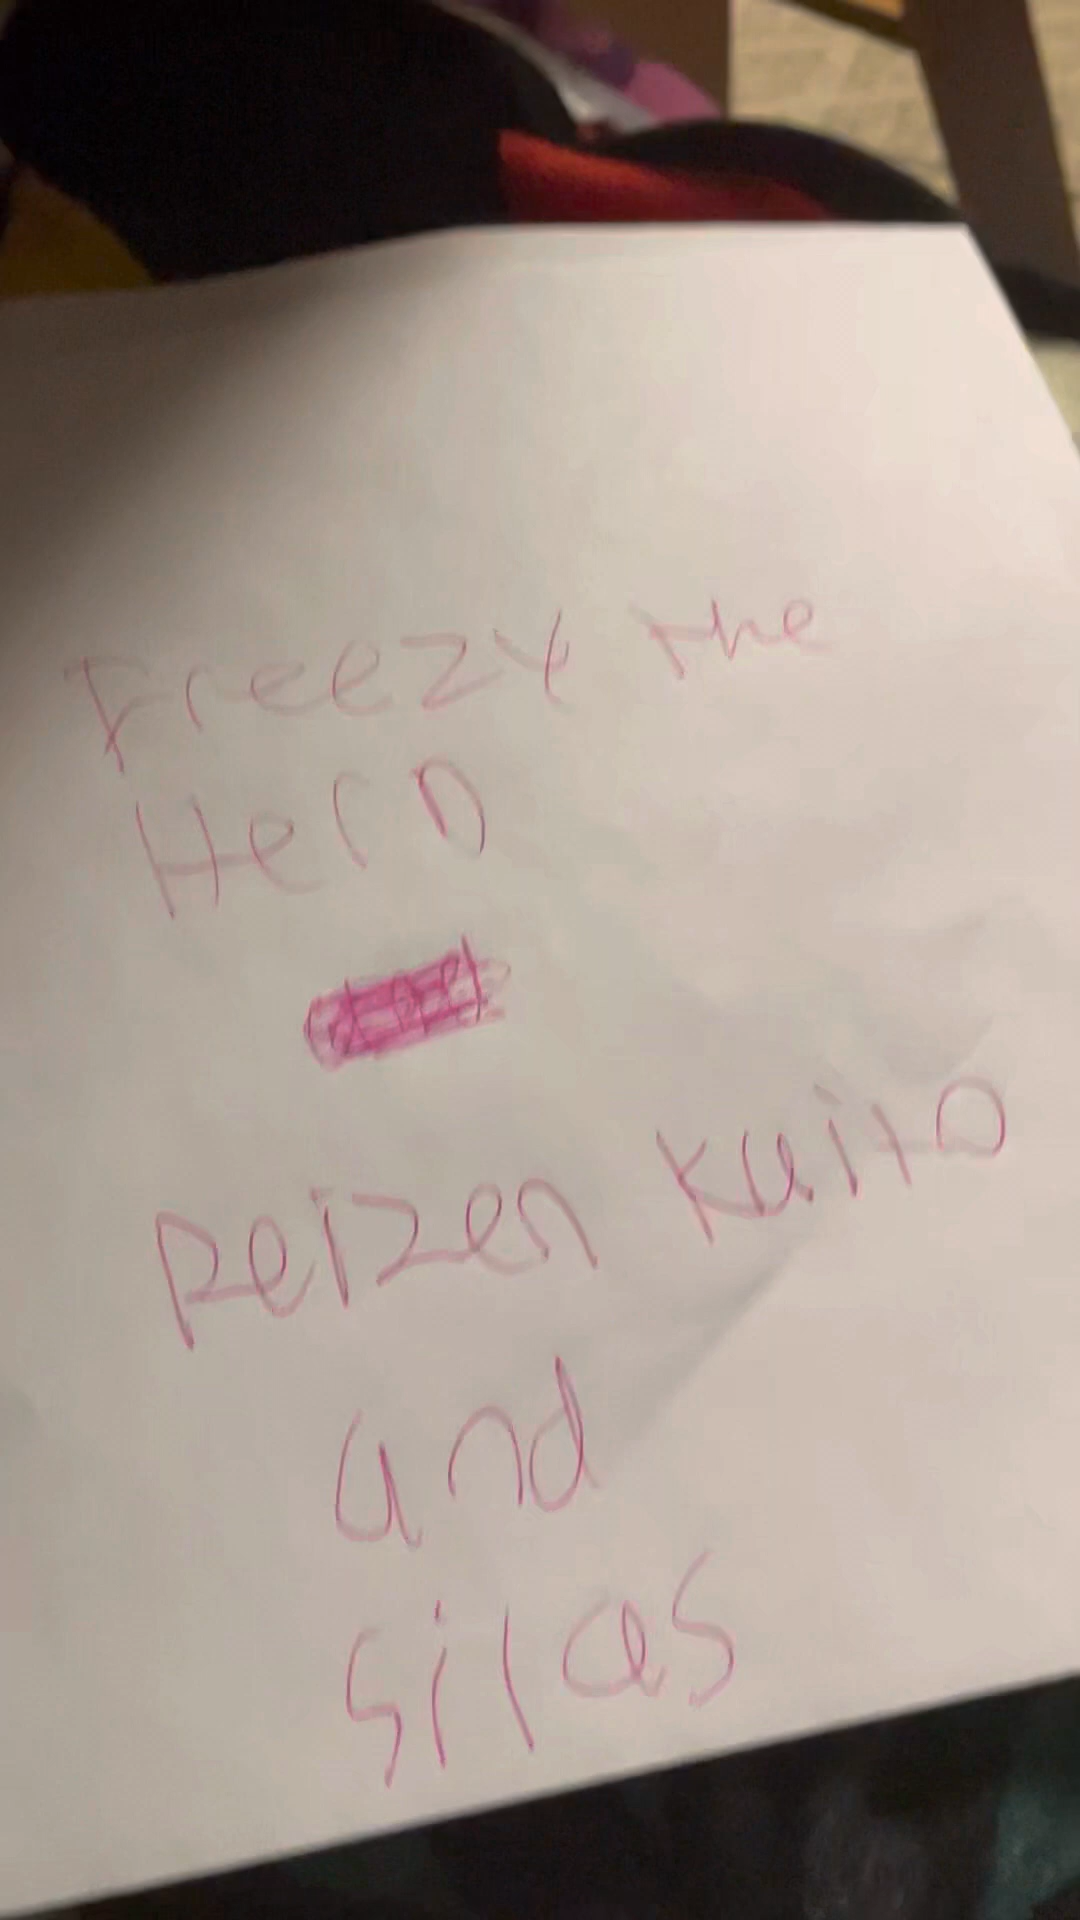 Freezy the
Hero
Reizen Kuito
and
silas